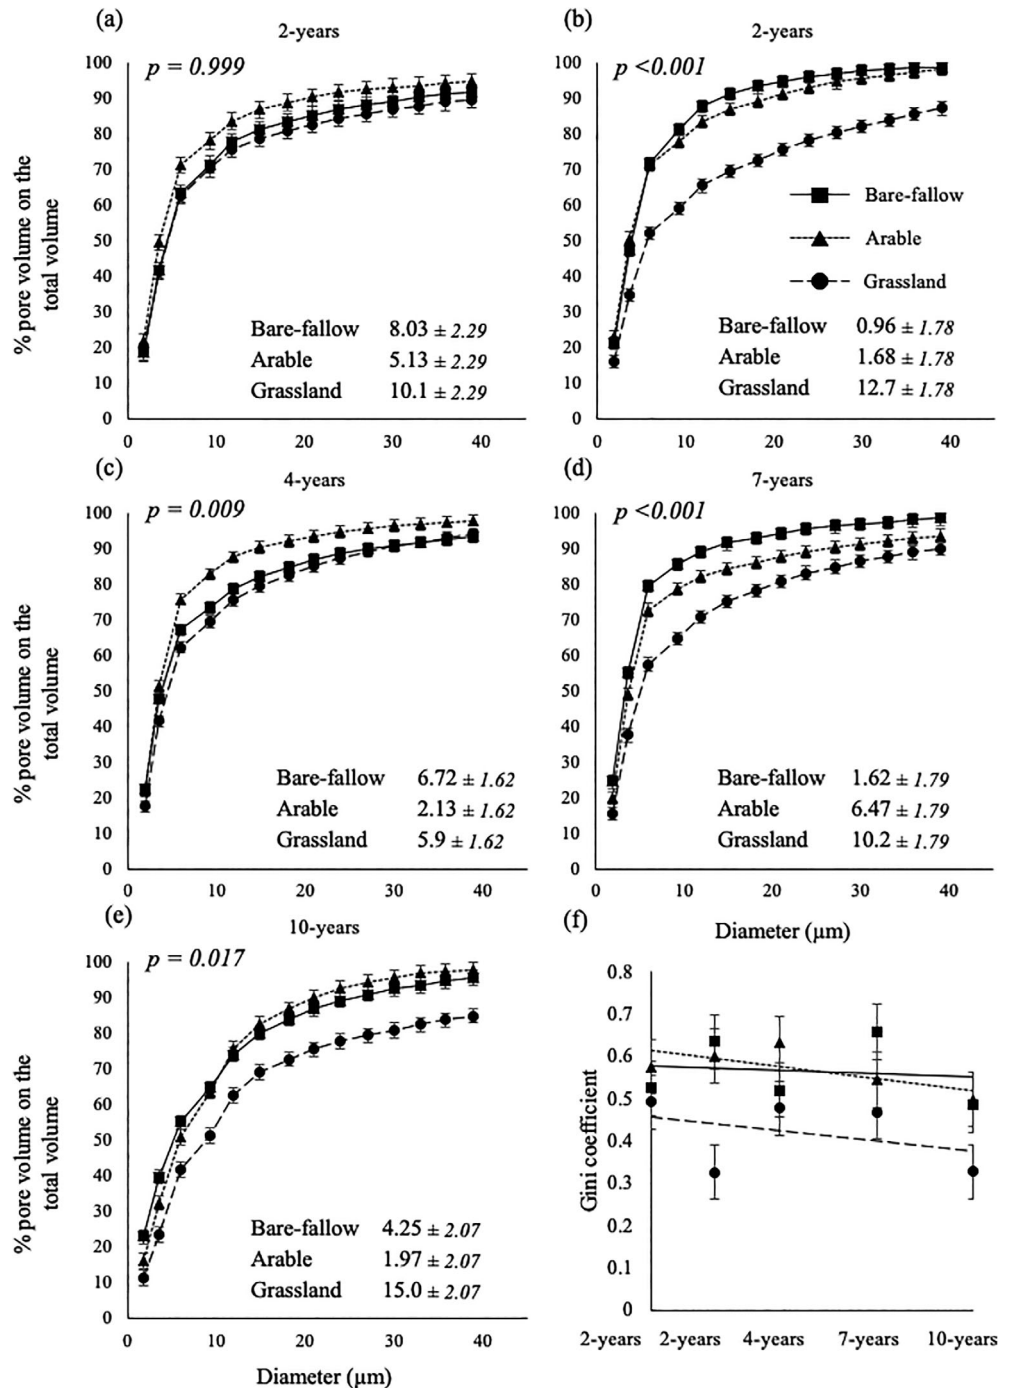 (a)
2-years
p = 0.999
100
90
80
70
60
50
40
30
20
10
0
% pore volume on the
total volume
Bare-fallow 8.03 ± 2.29
Arable 5.13 ± 2.29
Grassland 10.1 ± 2.29
0 10 20 30 40
(b)
2-years
p <0.001
100
90
80
70
60
50
40
30
20
10
0
Bare-fallow
Arable
Grassland
Bare-fallow 0.96 ± 1.78
Arable 1.68 ± 1.78
Grassland 12.7 ± 1.78
0 10 20 30 40
(c)
4-years
p = 0.009
100
90
80
70
60
50
40
30
20
10
0
% pore volume on the
total volume
Bare-fallow 6.72 ± 1.62
Arable 2.13 ± 1.62
Grassland 5.9 ± 1.62
0 10 20 30 40
(d)
7-years
p <0.001
100
90
80
70
60
50
40
30
20
10
0
Bare-fallow 1.62 ± 1.79
Arable 6.47 ± 1.79
Grassland 10.2 ± 1.79
0 10 20 30 40
Diameter (µm)
(e)
10-years
p = 0.017
100
90
80
70
60
50
40
30
20
10
0
% pore volume on the
total volume
Bare-fallow 4.25 ± 2.07
Arable 1.97 ± 2.07
Grassland 15.0 ± 2.07
0 10 20 30 40
Diameter (µm)
(f)
0.8
0.7
0.6
0.5
0.4
0.3
0.2
0.1
0
Gini coefficient
2-years 2-years 4-years 7-years 10-years